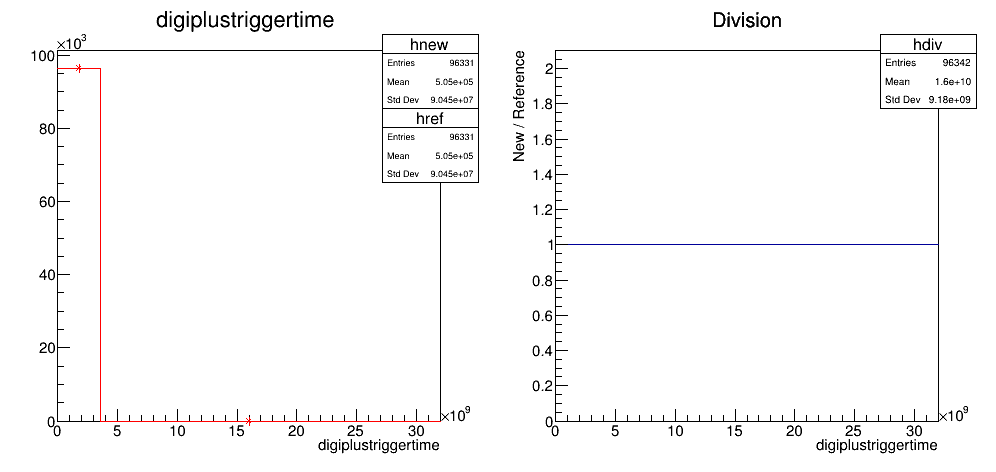 digiplustriggertime
×10³
hnew
Entries 96331
Mean 5.05e+05
Std Dev 9.045e+07
href
Entries 96331
Mean 5.05e+05
Std Dev 9.045e+07
100
80
60
40
20
0
0 5 10 15 20 25 30 ×10⁹
digiplustriggertime
Division
hdiv
Entries 96342
Mean 1.6e+10
Std Dev 9.18e+09
New / Reference
2
1.8
1.6
1.4
1.2
1
0.8
0.6
0.4
0.2
0
0 5 10 15 20 25 30 ×10⁹
digiplustriggertime